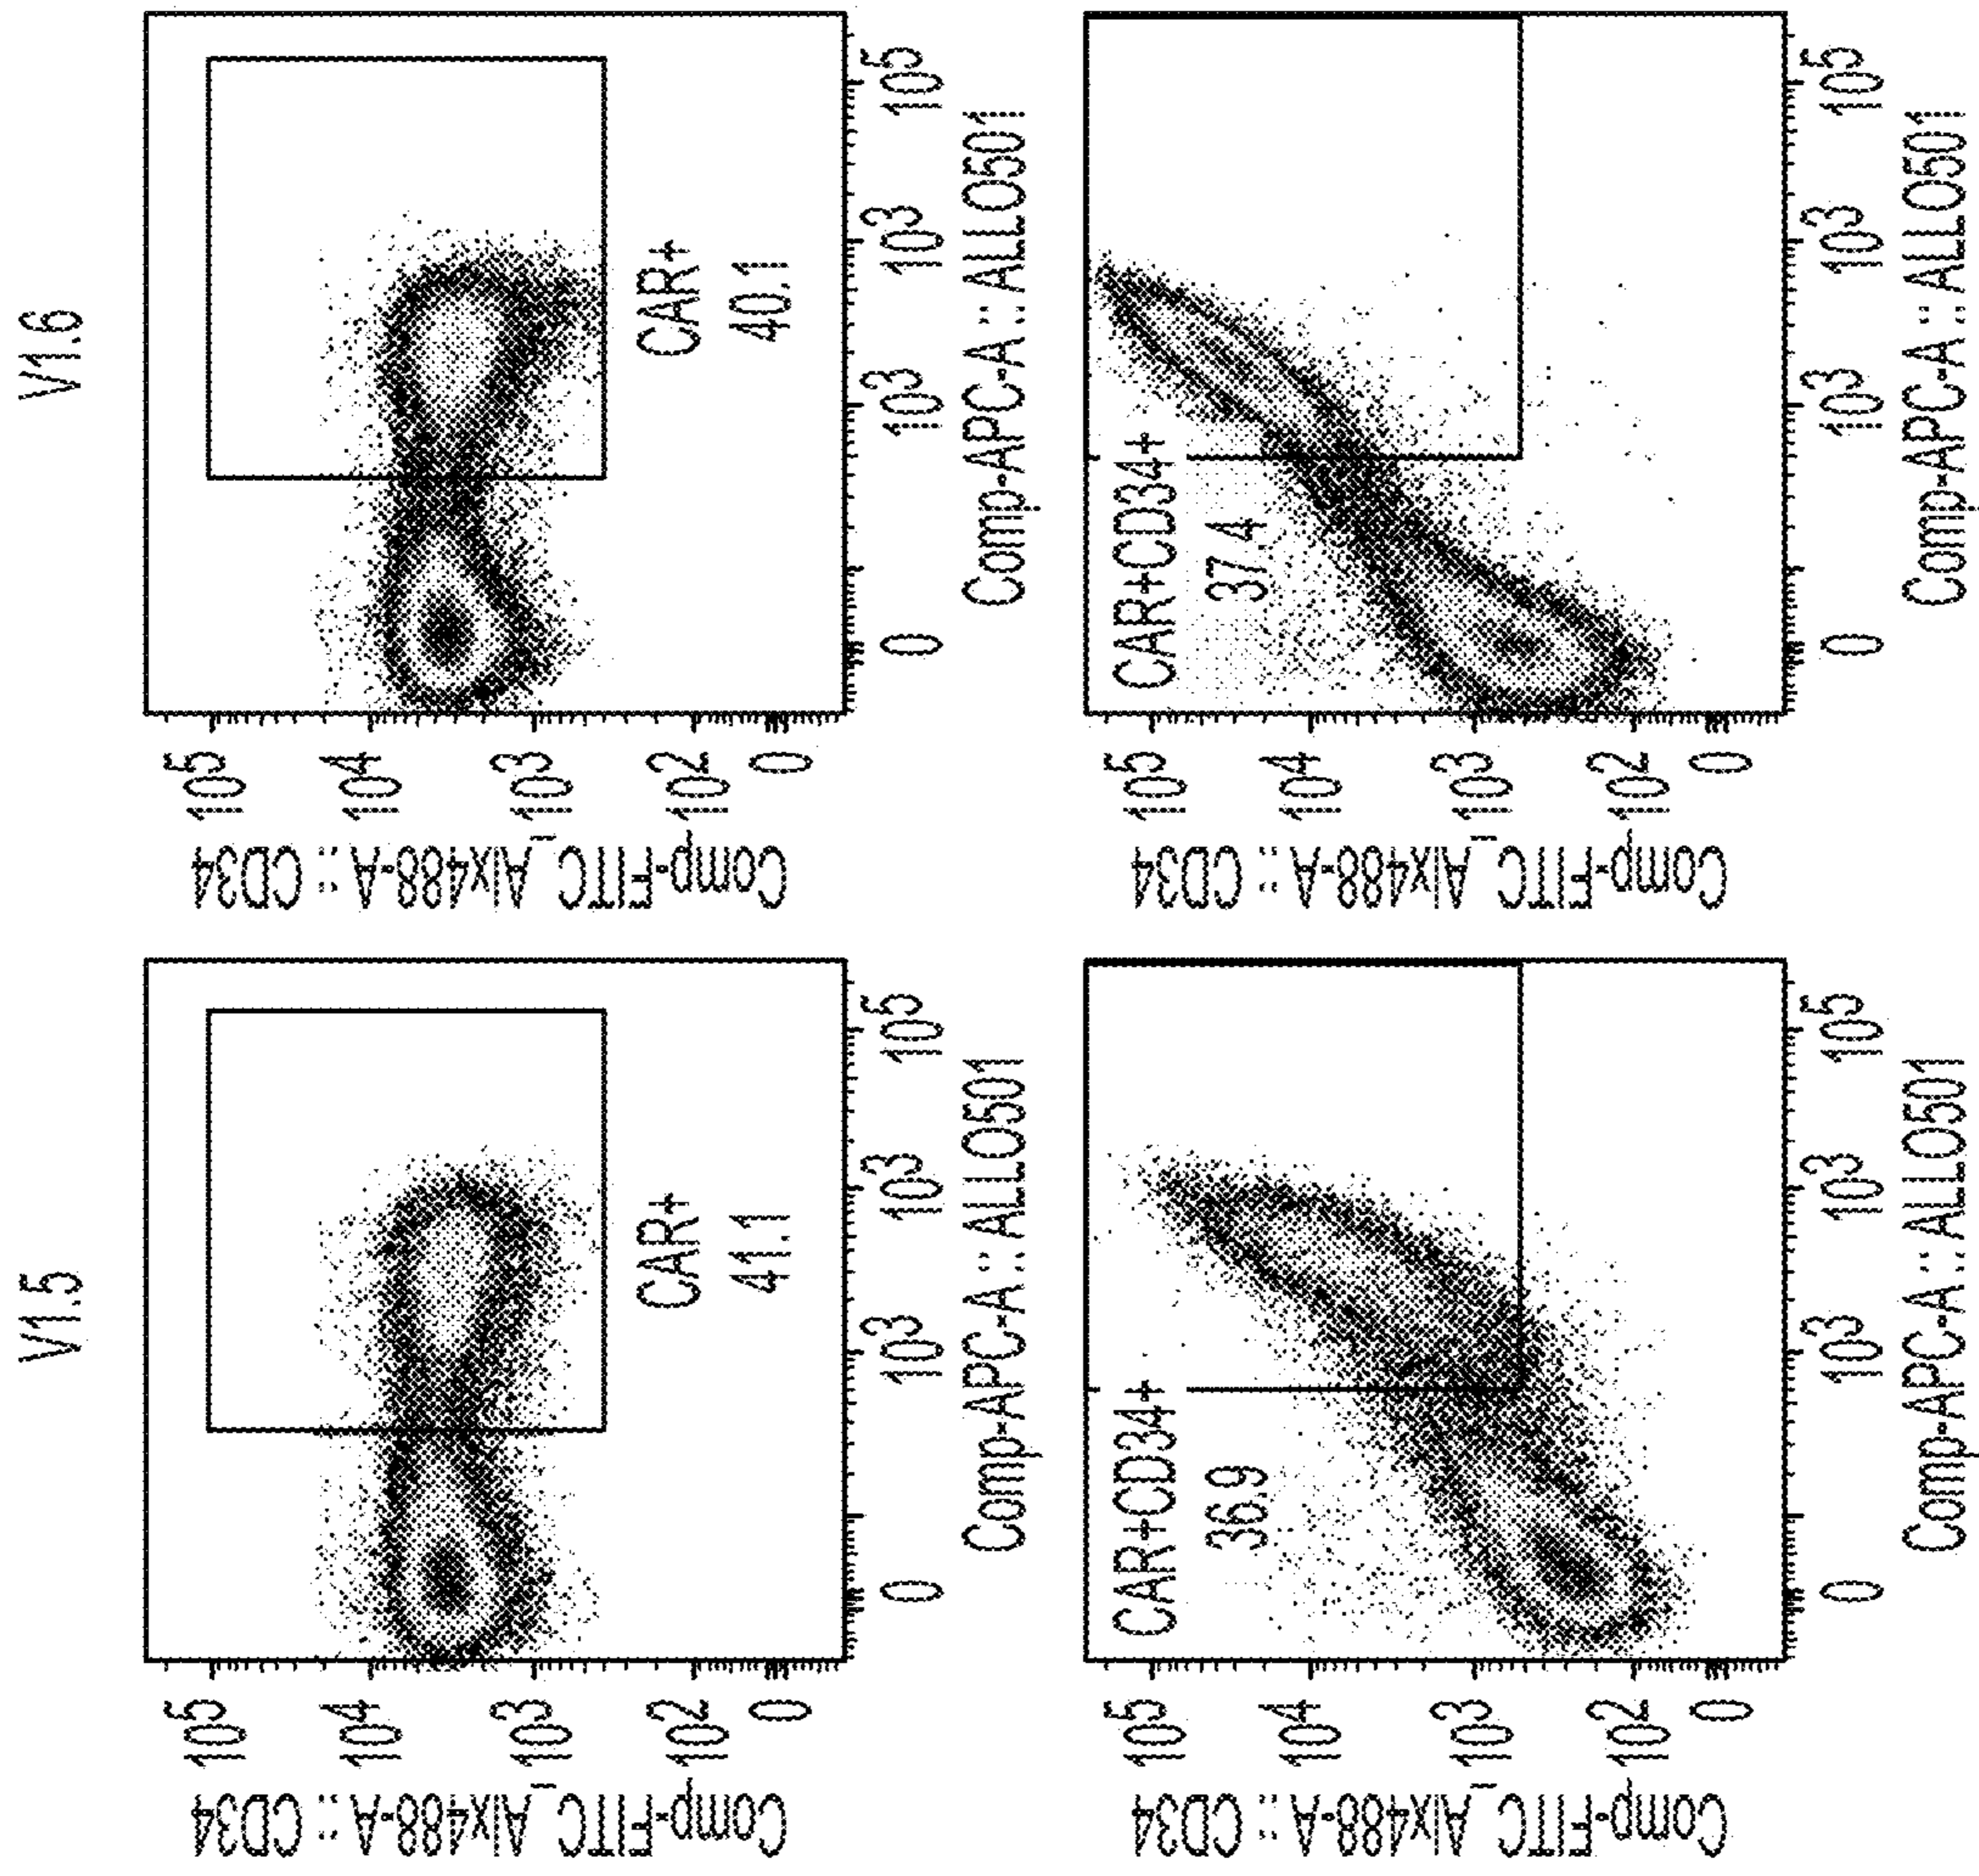 V1.5
Comp-FITC_Alx488-A :: CD34
10⁵
10⁴
10³
10²
0
CAR+
41.1
0 10³ 10³ 10⁵
Comp-APC-A :: ALLO501
V1.6
Comp-FITC_Alx488-A :: CD34
10⁵
10⁴
10³
10²
0
CAR+
40.1
0 10³ 10³ 10⁵
Comp-APC-A :: ALLO501
Comp-FITC_Alx488-A :: CD34
10⁵
10⁴
10³
10²
0
CAR+CD34+
36.9
0 10³ 10³ 10⁵
Comp-APC-A :: ALLO501
Comp-FITC_Alx488-A :: CD34
10⁵
10⁴
10³
10²
0
CAR+CD34+
37.4
0 10³ 10³ 10⁵
Comp-APC-A :: ALLO501